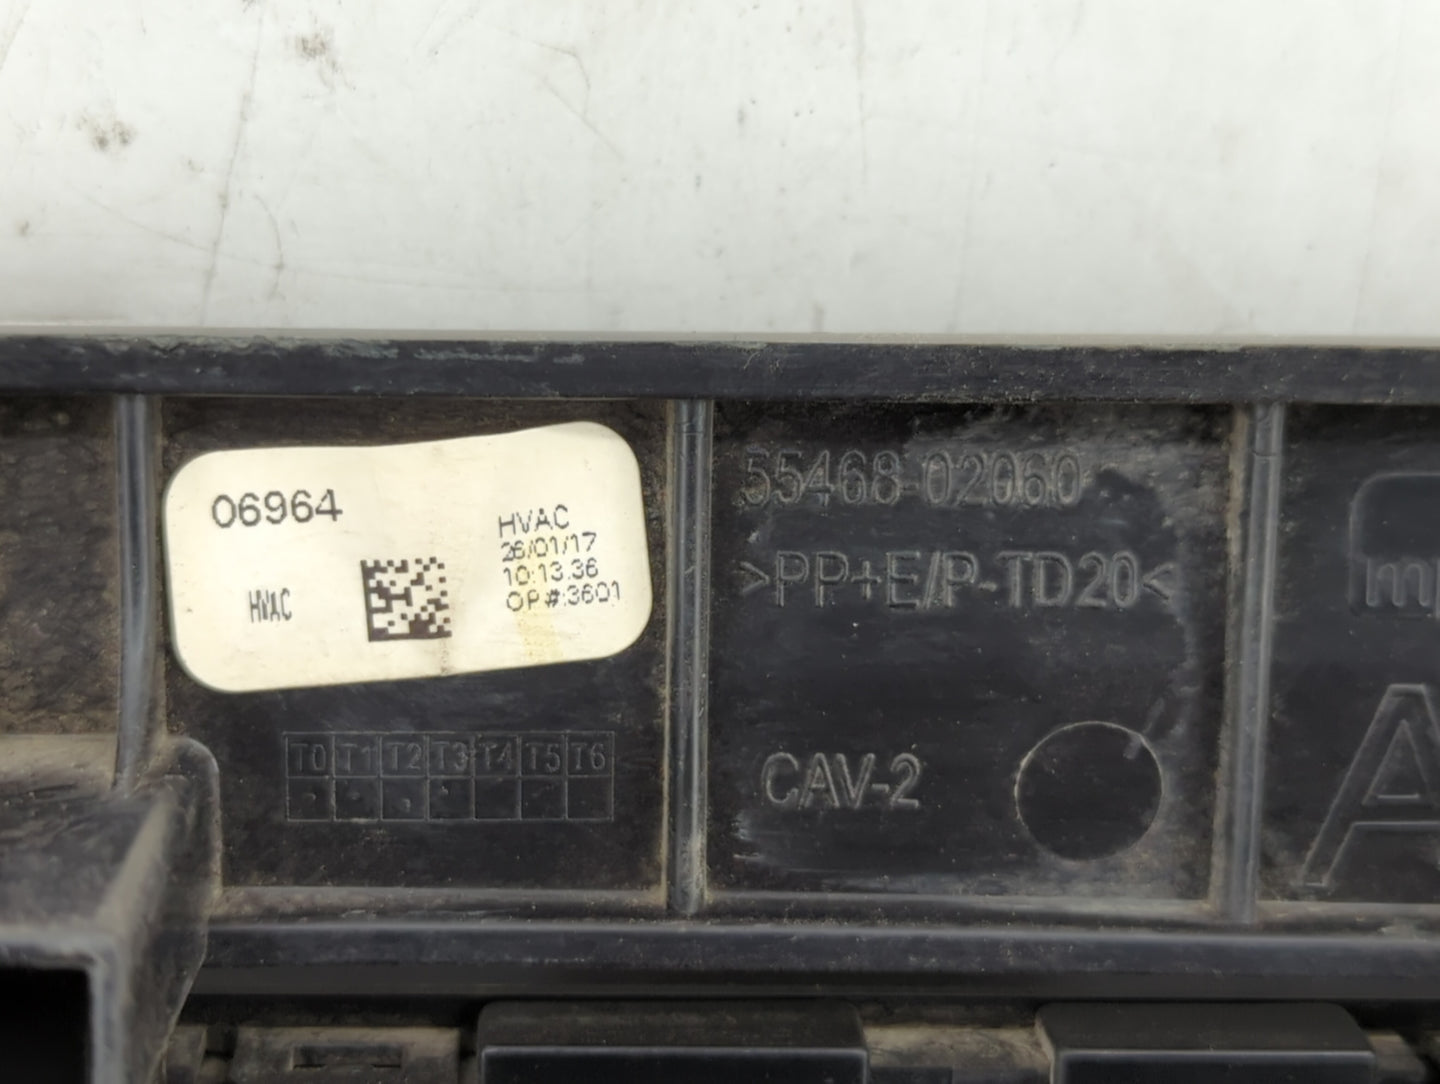 06964
HVAC
26/01/17
10:13:36
OP#:3601
HVAC
55468-02060
>PP+E/P-TD20<
CAV-2
T0 T1 T2 T3 T4 T5 T6
mp
A